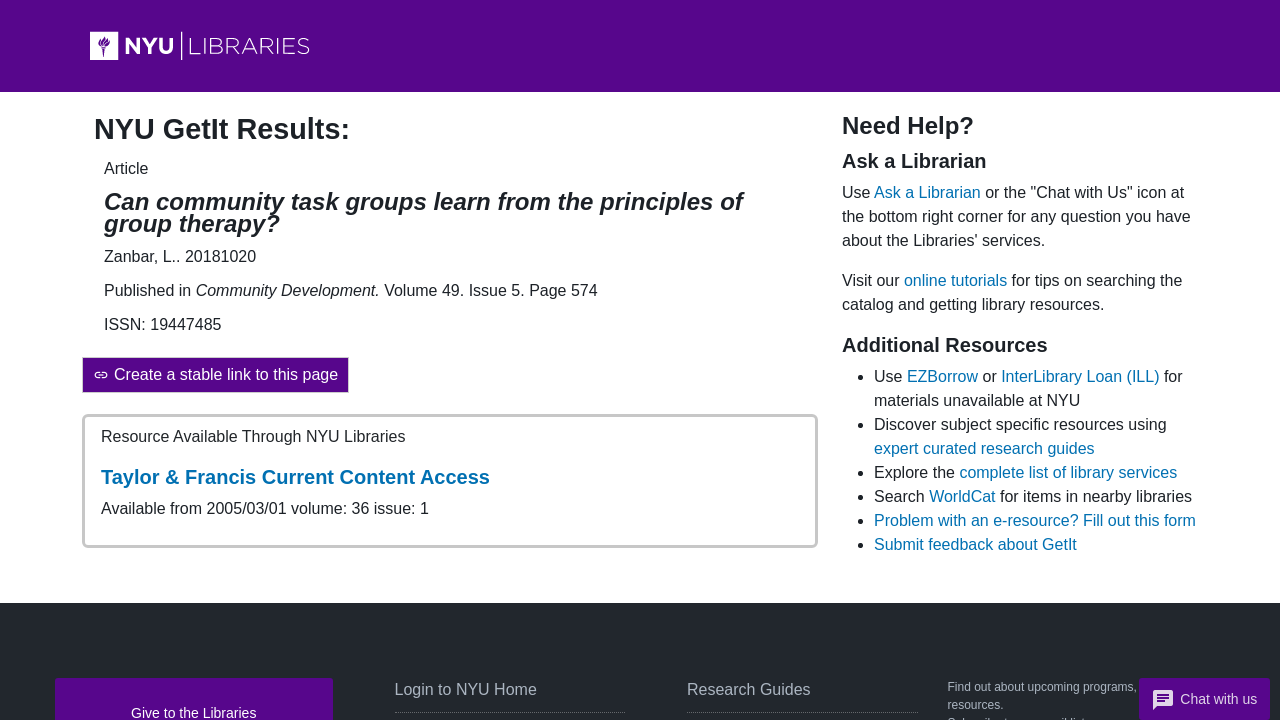 NYU LIBRARIES
NYU GetIt Results:
Article
Can community task groups learn from the principles of
group therapy?
Zanbar, L.. 20181020
Published in Community Development. Volume 49. Issue 5. Page 574
ISSN: 19447485
Create a stable link to this page
Resource Available Through NYU Libraries
Taylor & Francis Current Content Access
Available from 2005/03/01 volume: 36 issue: 1
Need Help?
Ask a Librarian
Use Ask a Librarian or the "Chat with Us" icon at
the bottom right corner for any question you have
about the Libraries' services.
Visit our online tutorials for tips on searching the
catalog and getting library resources.
Additional Resources
Use EZBorrow or InterLibrary Loan (ILL) for
materials unavailable at NYU
Discover subject specific resources using
expert curated research guides
Explore the complete list of library services
Search WorldCat for items in nearby libraries
Problem with an e-resource? Fill out this form
Submit feedback about GetIt
Give to the Libraries
Login to NYU Home
Research Guides
Find out about upcoming programs,
resources.
Chat with us